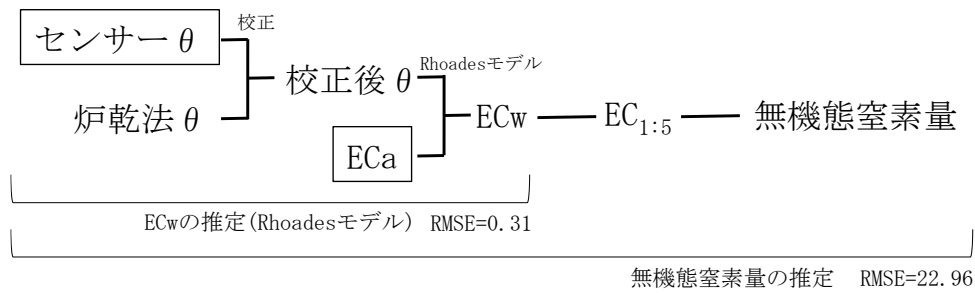 校正
センサーθ
Rhoadesモデル
校正後θ
炉乾法θ
ECw
EC1:5
無機態窒素量
ECa
ECwの推定(Rhoadesモデル) RMSE=0.31
無機態窒素量の推定 RMSE=22.96